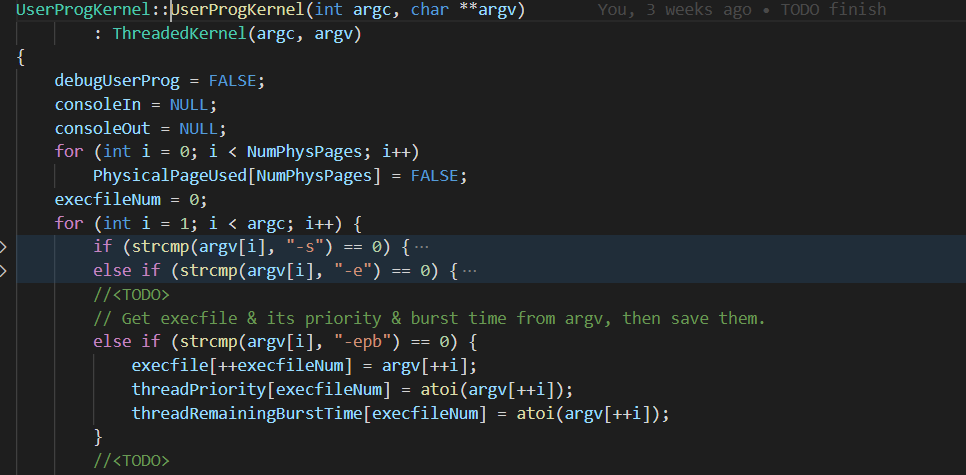 UserProgKernel::UserProgKernel(int argc, char **argv) You, 3 weeks ago • TODO finish
: ThreadedKernel(argc, argv)
{
debugUserProg = FALSE;
consoleIn = NULL;
consoleOut = NULL;
for (int i = 0; i < NumPhysPages; i++)
PhysicalPageUsed[NumPhysPages] = FALSE;
execfileNum = 0;
for (int i = 1; i < argc; i++) {
if (strcmp(argv[i], "-s") == 0) {…
else if (strcmp(argv[i], "-e") == 0) {…
//<TODO>
// Get execfile & its priority & burst time from argv, then save them.
else if (strcmp(argv[i], "-epb") == 0) {
execfile[++execfileNum] = argv[++i];
threadPriority[execfileNum] = atoi(argv[++i]);
threadRemainingBurstTime[execfileNum] = atoi(argv[++i]);
}
//<TODO>